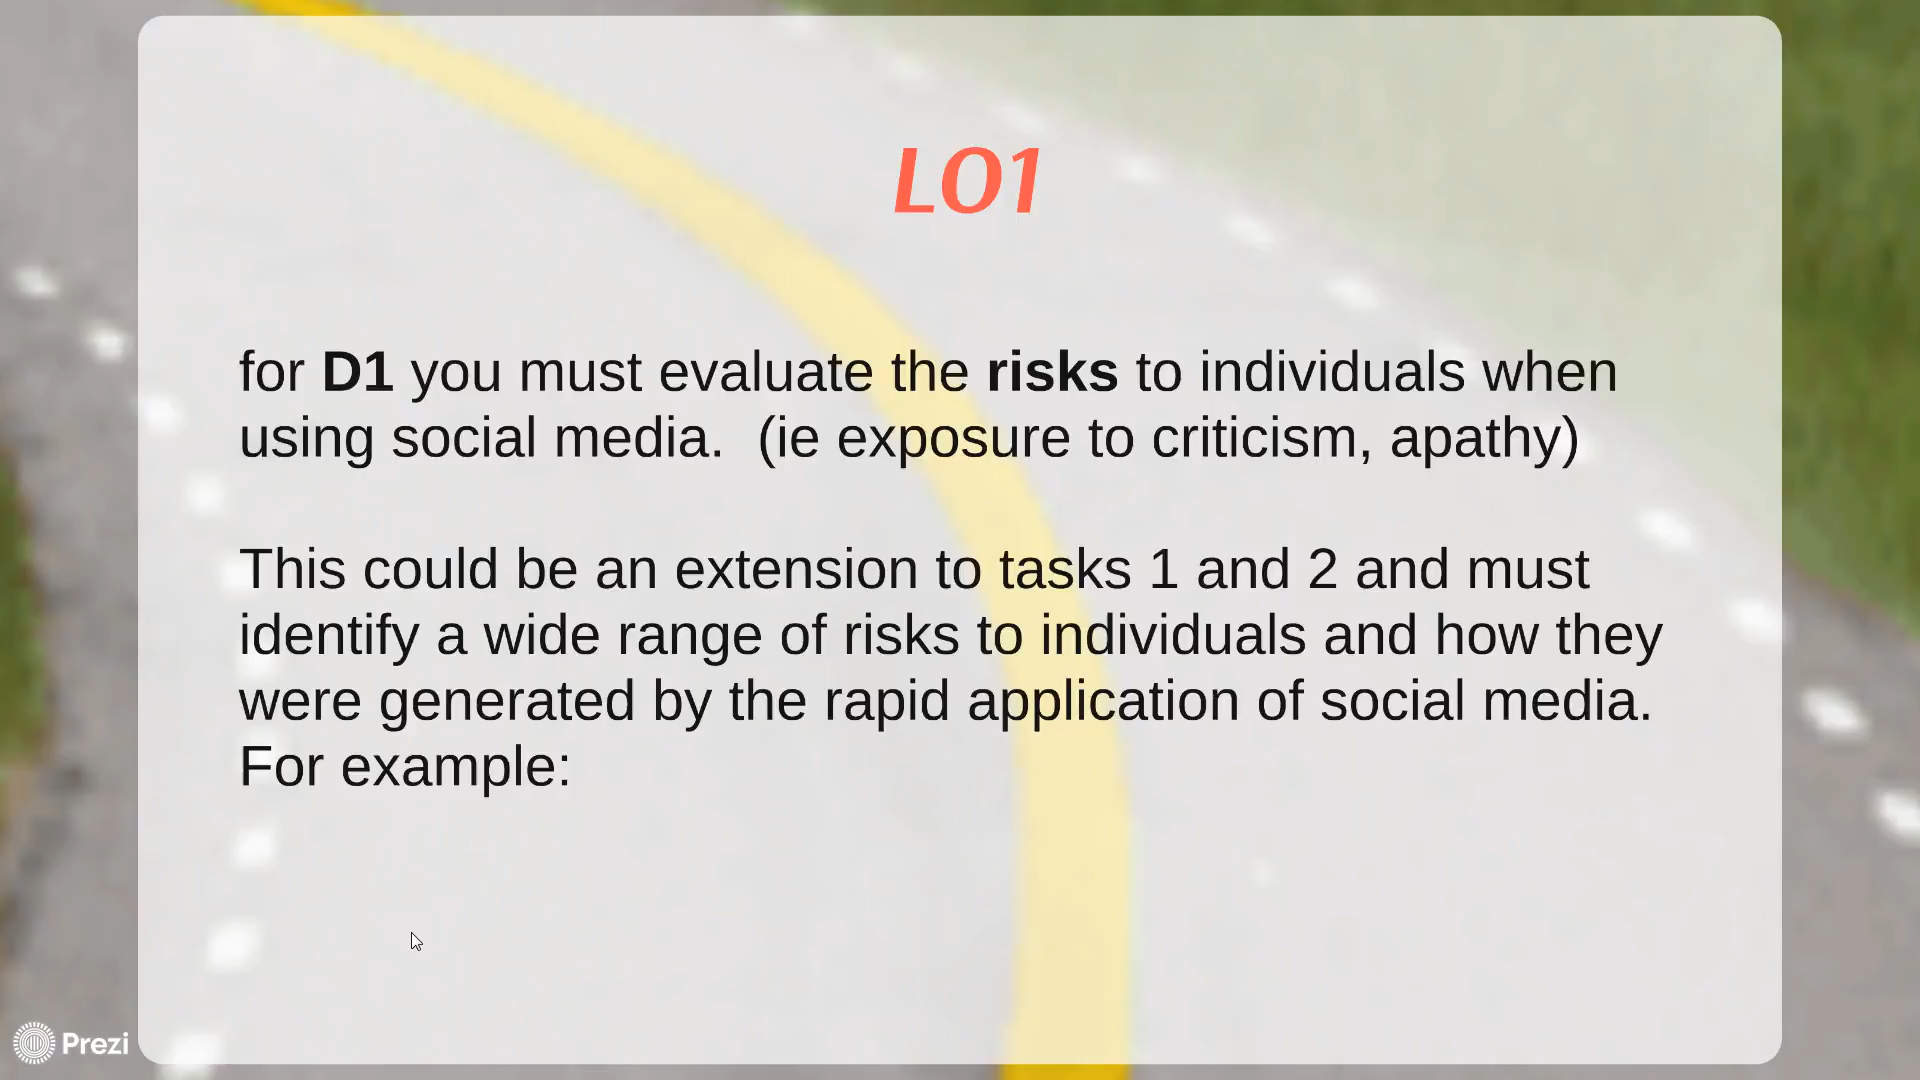 LO1
for D1 you must evaluate the risks to individuals when
using social media.  (ie exposure to criticism, apathy)
This could be an extension to tasks 1 and 2 and must
identify a wide range of risks to individuals and how they
were generated by the rapid application of social media.
For example:
Prezi